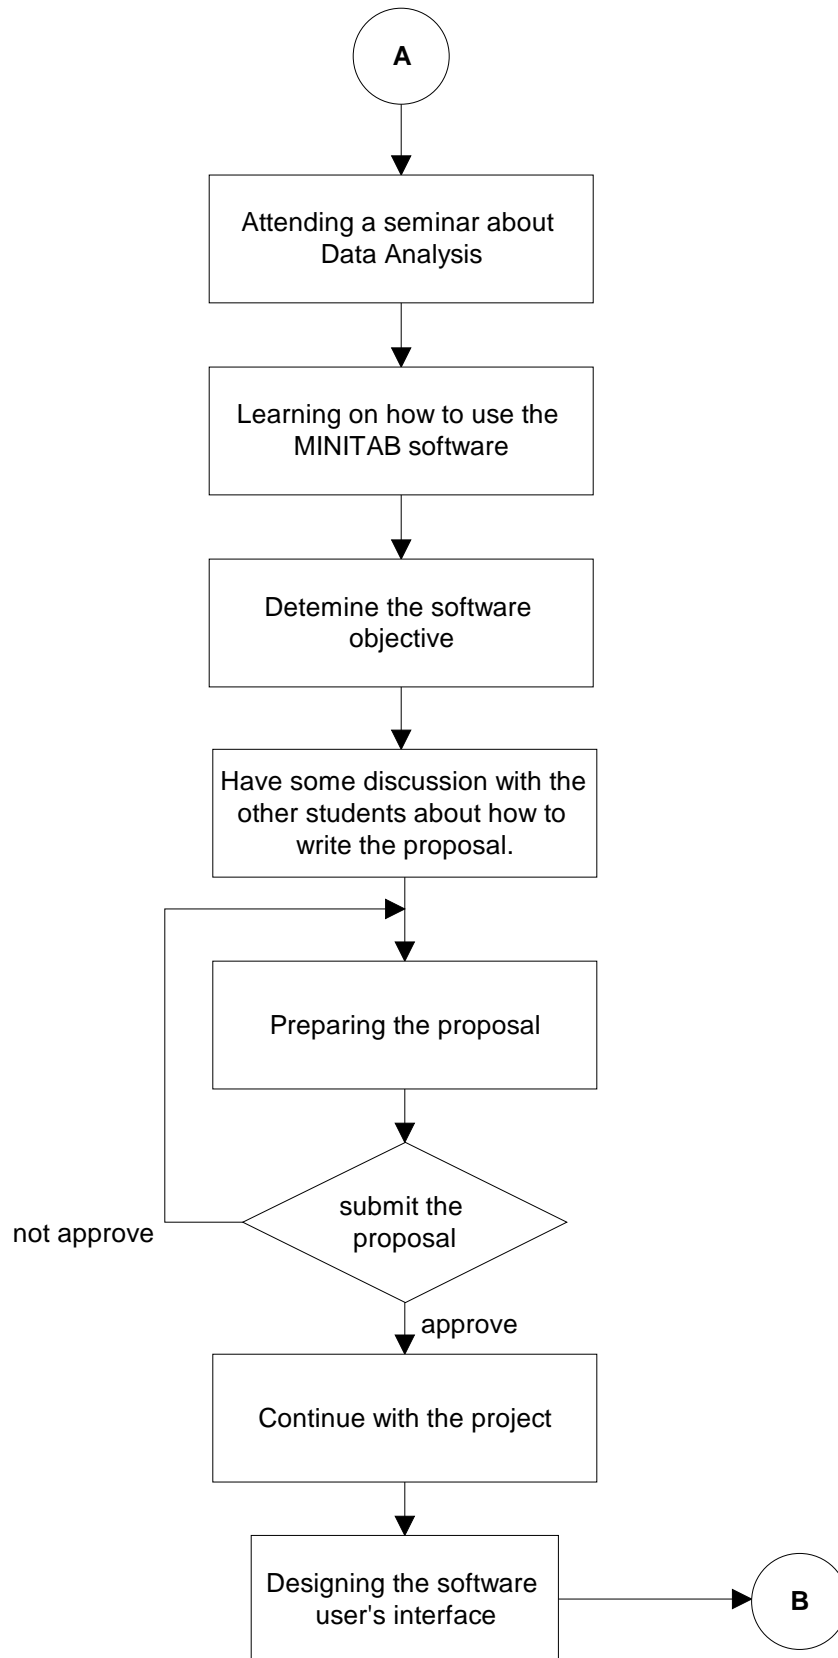 A
Attending a seminar about
Data Analysis
Learning on how to use the
MINITAB software
Detemine the software
objective
Have some discussion with the
other students about how to
write the proposal.
Preparing the proposal
submit the
proposal
not approve
approve
Continue with the project
Designing the software
user's interface
B